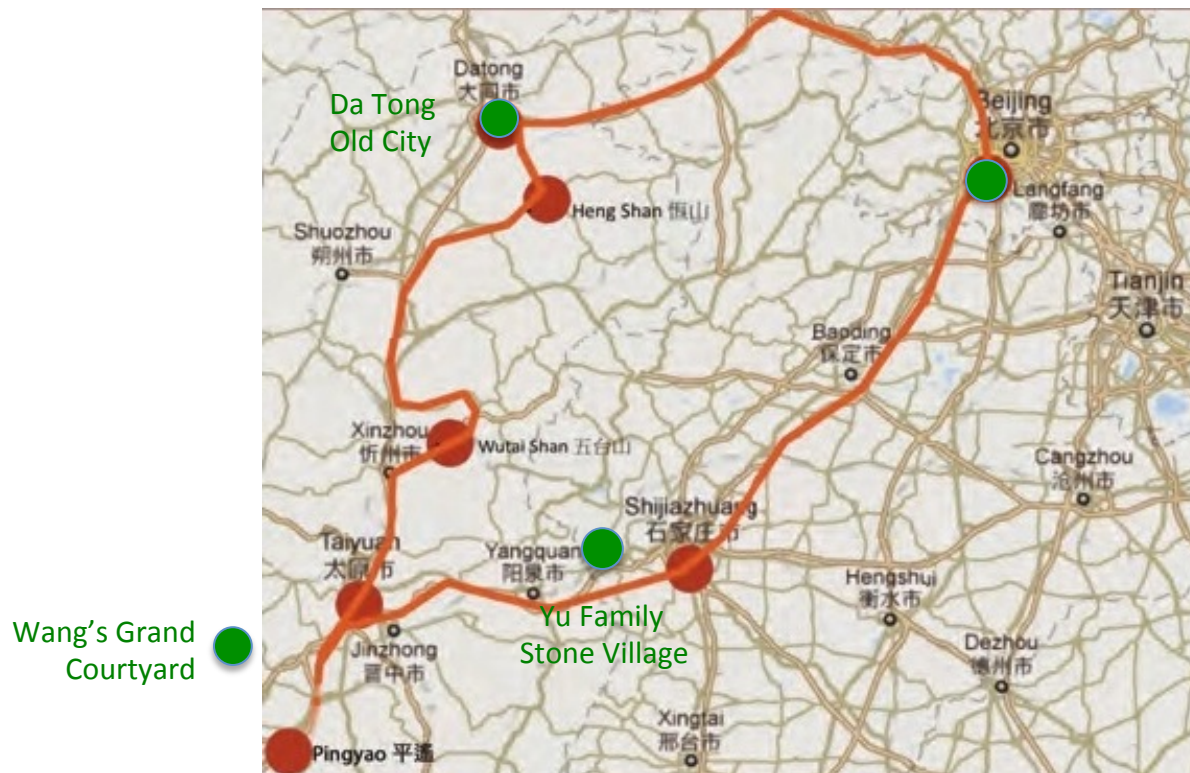 Datong
大同市
Da Tong
Old City
Beijing
北京市
Langfang
廊坊市
Heng Shan 恆山
Shuozhou
朔州市
Tianjin
天津市
Baoding
保定市
Xinzhou
忻州市
Wutai Shan 五台山
Cangzhou
沧州市
Shijiazhuang
石家庄市
Taiyuan
太原市
Yangquan
阳泉市
Hengshui
衡水市
Yu Family
Stone Village
Wang's Grand
Courtyard
Jinzhong
晋中市
Dezhou
德州市
Xingtai
邢台市
Pingyao 平遙